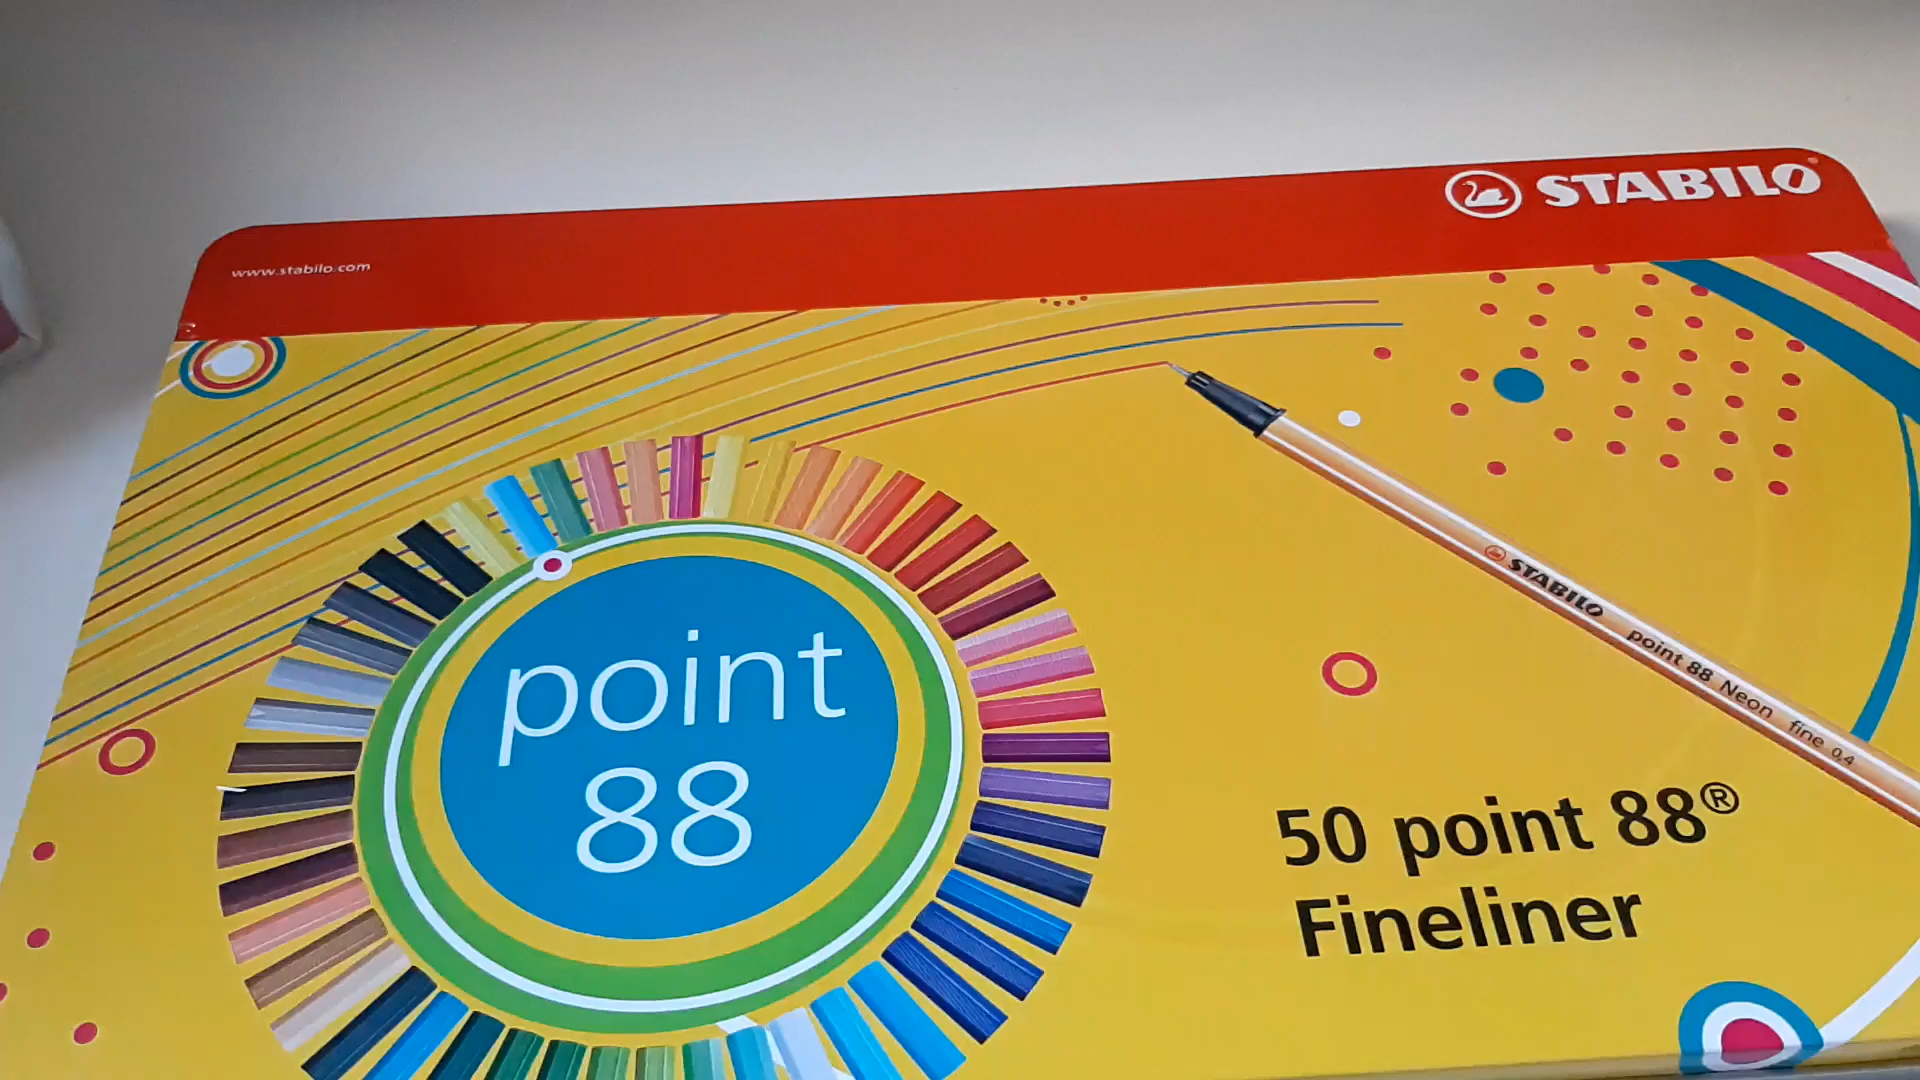 STABILO
www.stabilo.com
STABILO point 88 Neon fine 0,4
point
88
50 point 88®
Fineliner